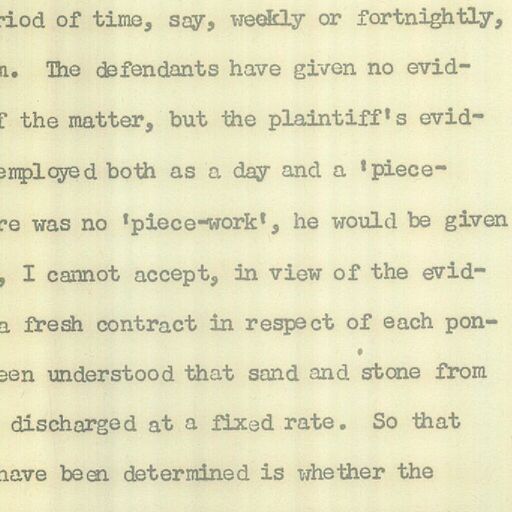 riod of time, say, weekly or fortnightly,
n. The defendants have given no evid-
f the matter, but the plaintiff's evid-
employed both as a day and a 'piece-
re was no 'piece-work', he would be given
, I cannot accept, in view of the evid-
a fresh contract in respect of each pon-
een understood that sand and stone from
discharged at a fixed rate. So that
have been determined is whether the